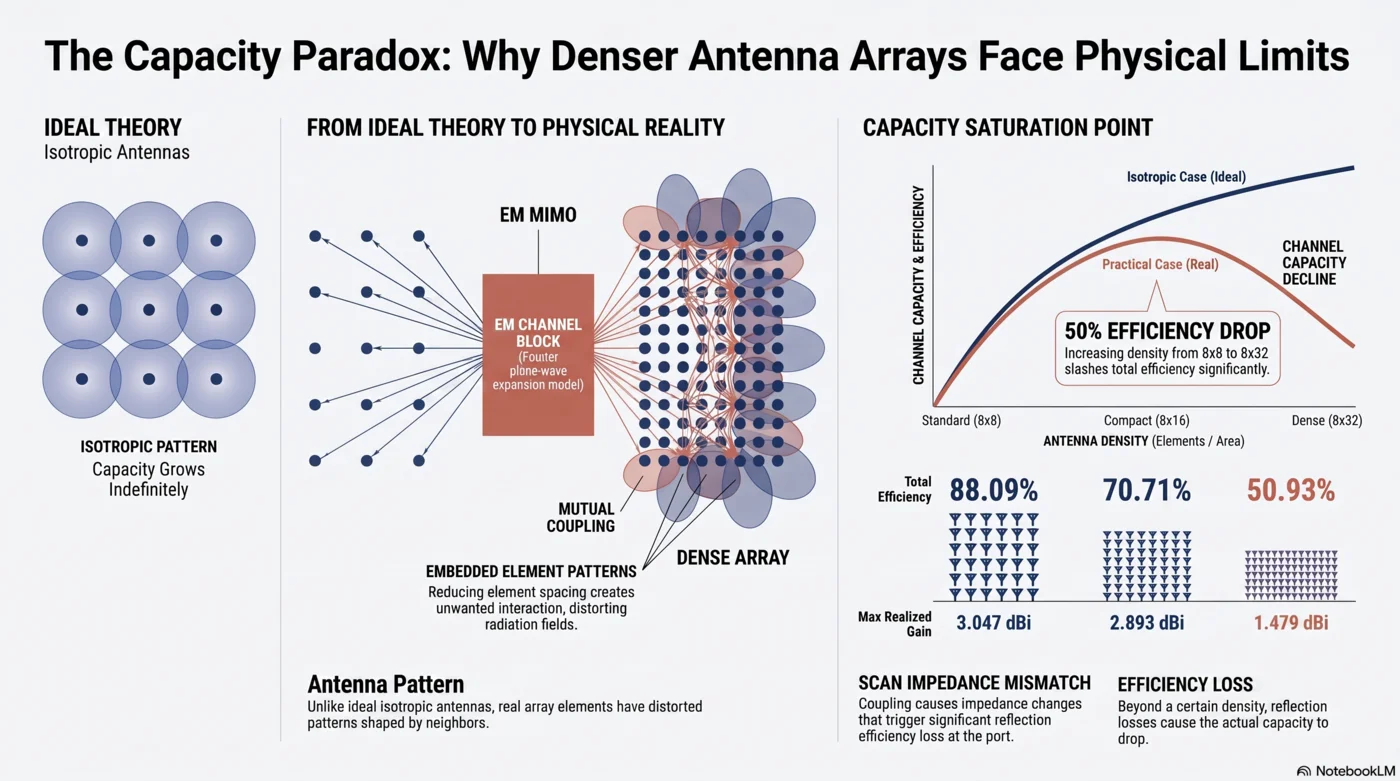 The Capacity Paradox: Why Denser Antenna Arrays Face Physical Limits
IDEAL THEORY
Isotropic Antennas
ISOTROPIC PATTERN
Capacity Grows
Indefinitely
FROM IDEAL THEORY TO PHYSICAL REALITY
EM MIMO
EM CHANNEL
BLOCK
(Founter
plone-wave
expansion model)
MUTUAL
COUPLING
DENSE ARRAY
EMBEDDED ELEMENT PATTERNS
Reducing element spacing creates
unwanted interaction, distorting
radiation fields.
Antenna Pattern
Unlike ideal isotropic antennas, real array elements have distorted
patterns shaped by neighbors.
CAPACITY SATURATION POINT
CHANNEL CAPACITY & EFFICIENCY
Isotropic Case (Ideal)
Practical Case (Real)
CHANNEL
CAPACITY
DECLINE
50% EFFICIENCY DROP
Increasing density from 8x8 to 8x32
slashes total efficiency significantly.
Standard (8x8)
Compact (8x16)
Dense (8x32)
ANTENNA DENSITY (Elements / Area)
Total
Efficiency
88.09%
70.71%
50.93%
Max Realized
Gain
3.047 dBi
2.893 dBi
1.479 dBi
SCAN IMPEDANCE MISMATCH
Coupling causes impedance changes
that trigger significant reflection
efficiency loss at the port.
EFFICIENCY LOSS
Beyond a certain density, reflection
losses cause the actual capacity to
drop.
NotebookLM